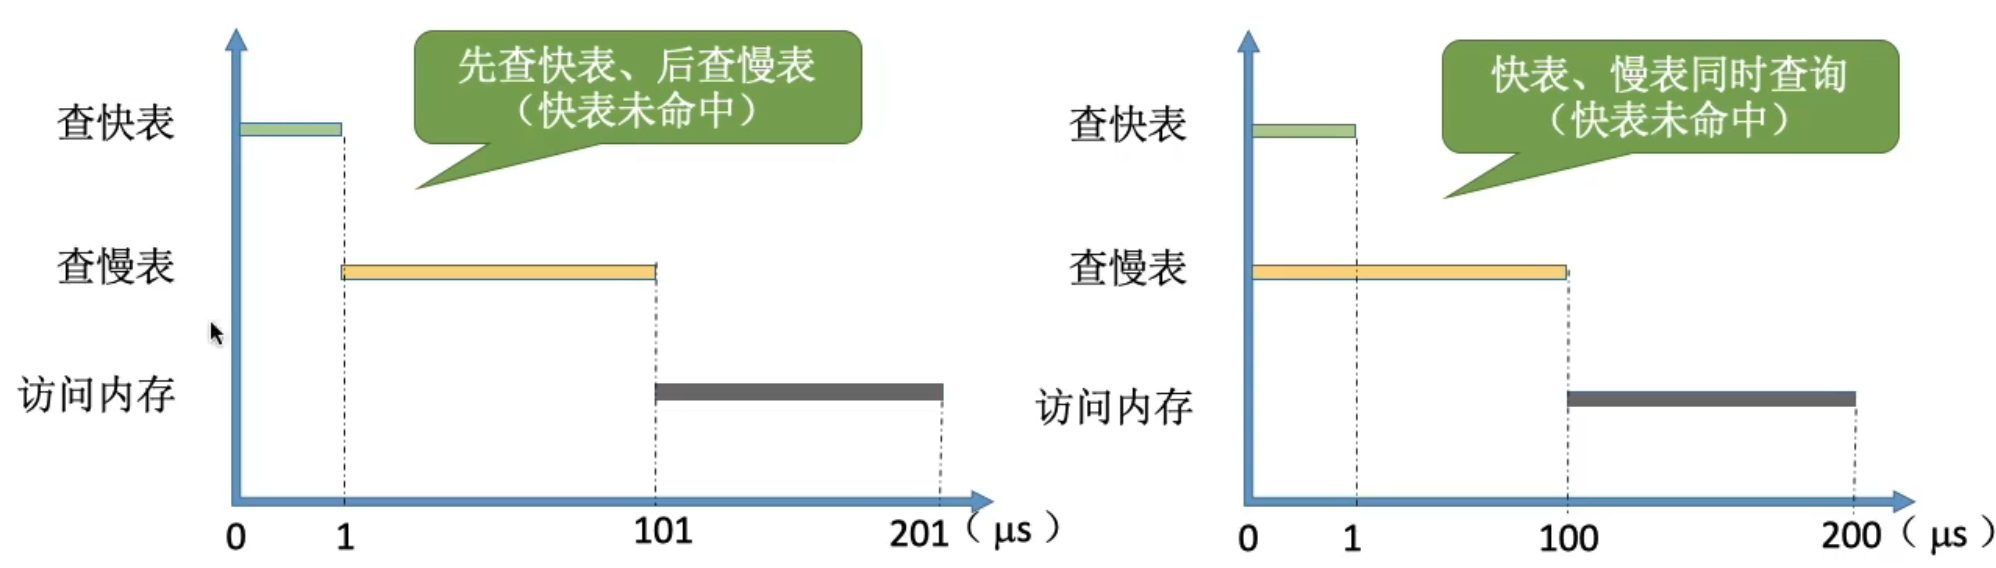 先查快表、后查慢表
（快表未命中）
查快表
查慢表
访问内存
0
1
101
201
（μs）
快表、慢表同时查询
（快表未命中）
查快表
查慢表
访问内存
0
1
100
200
（μs）